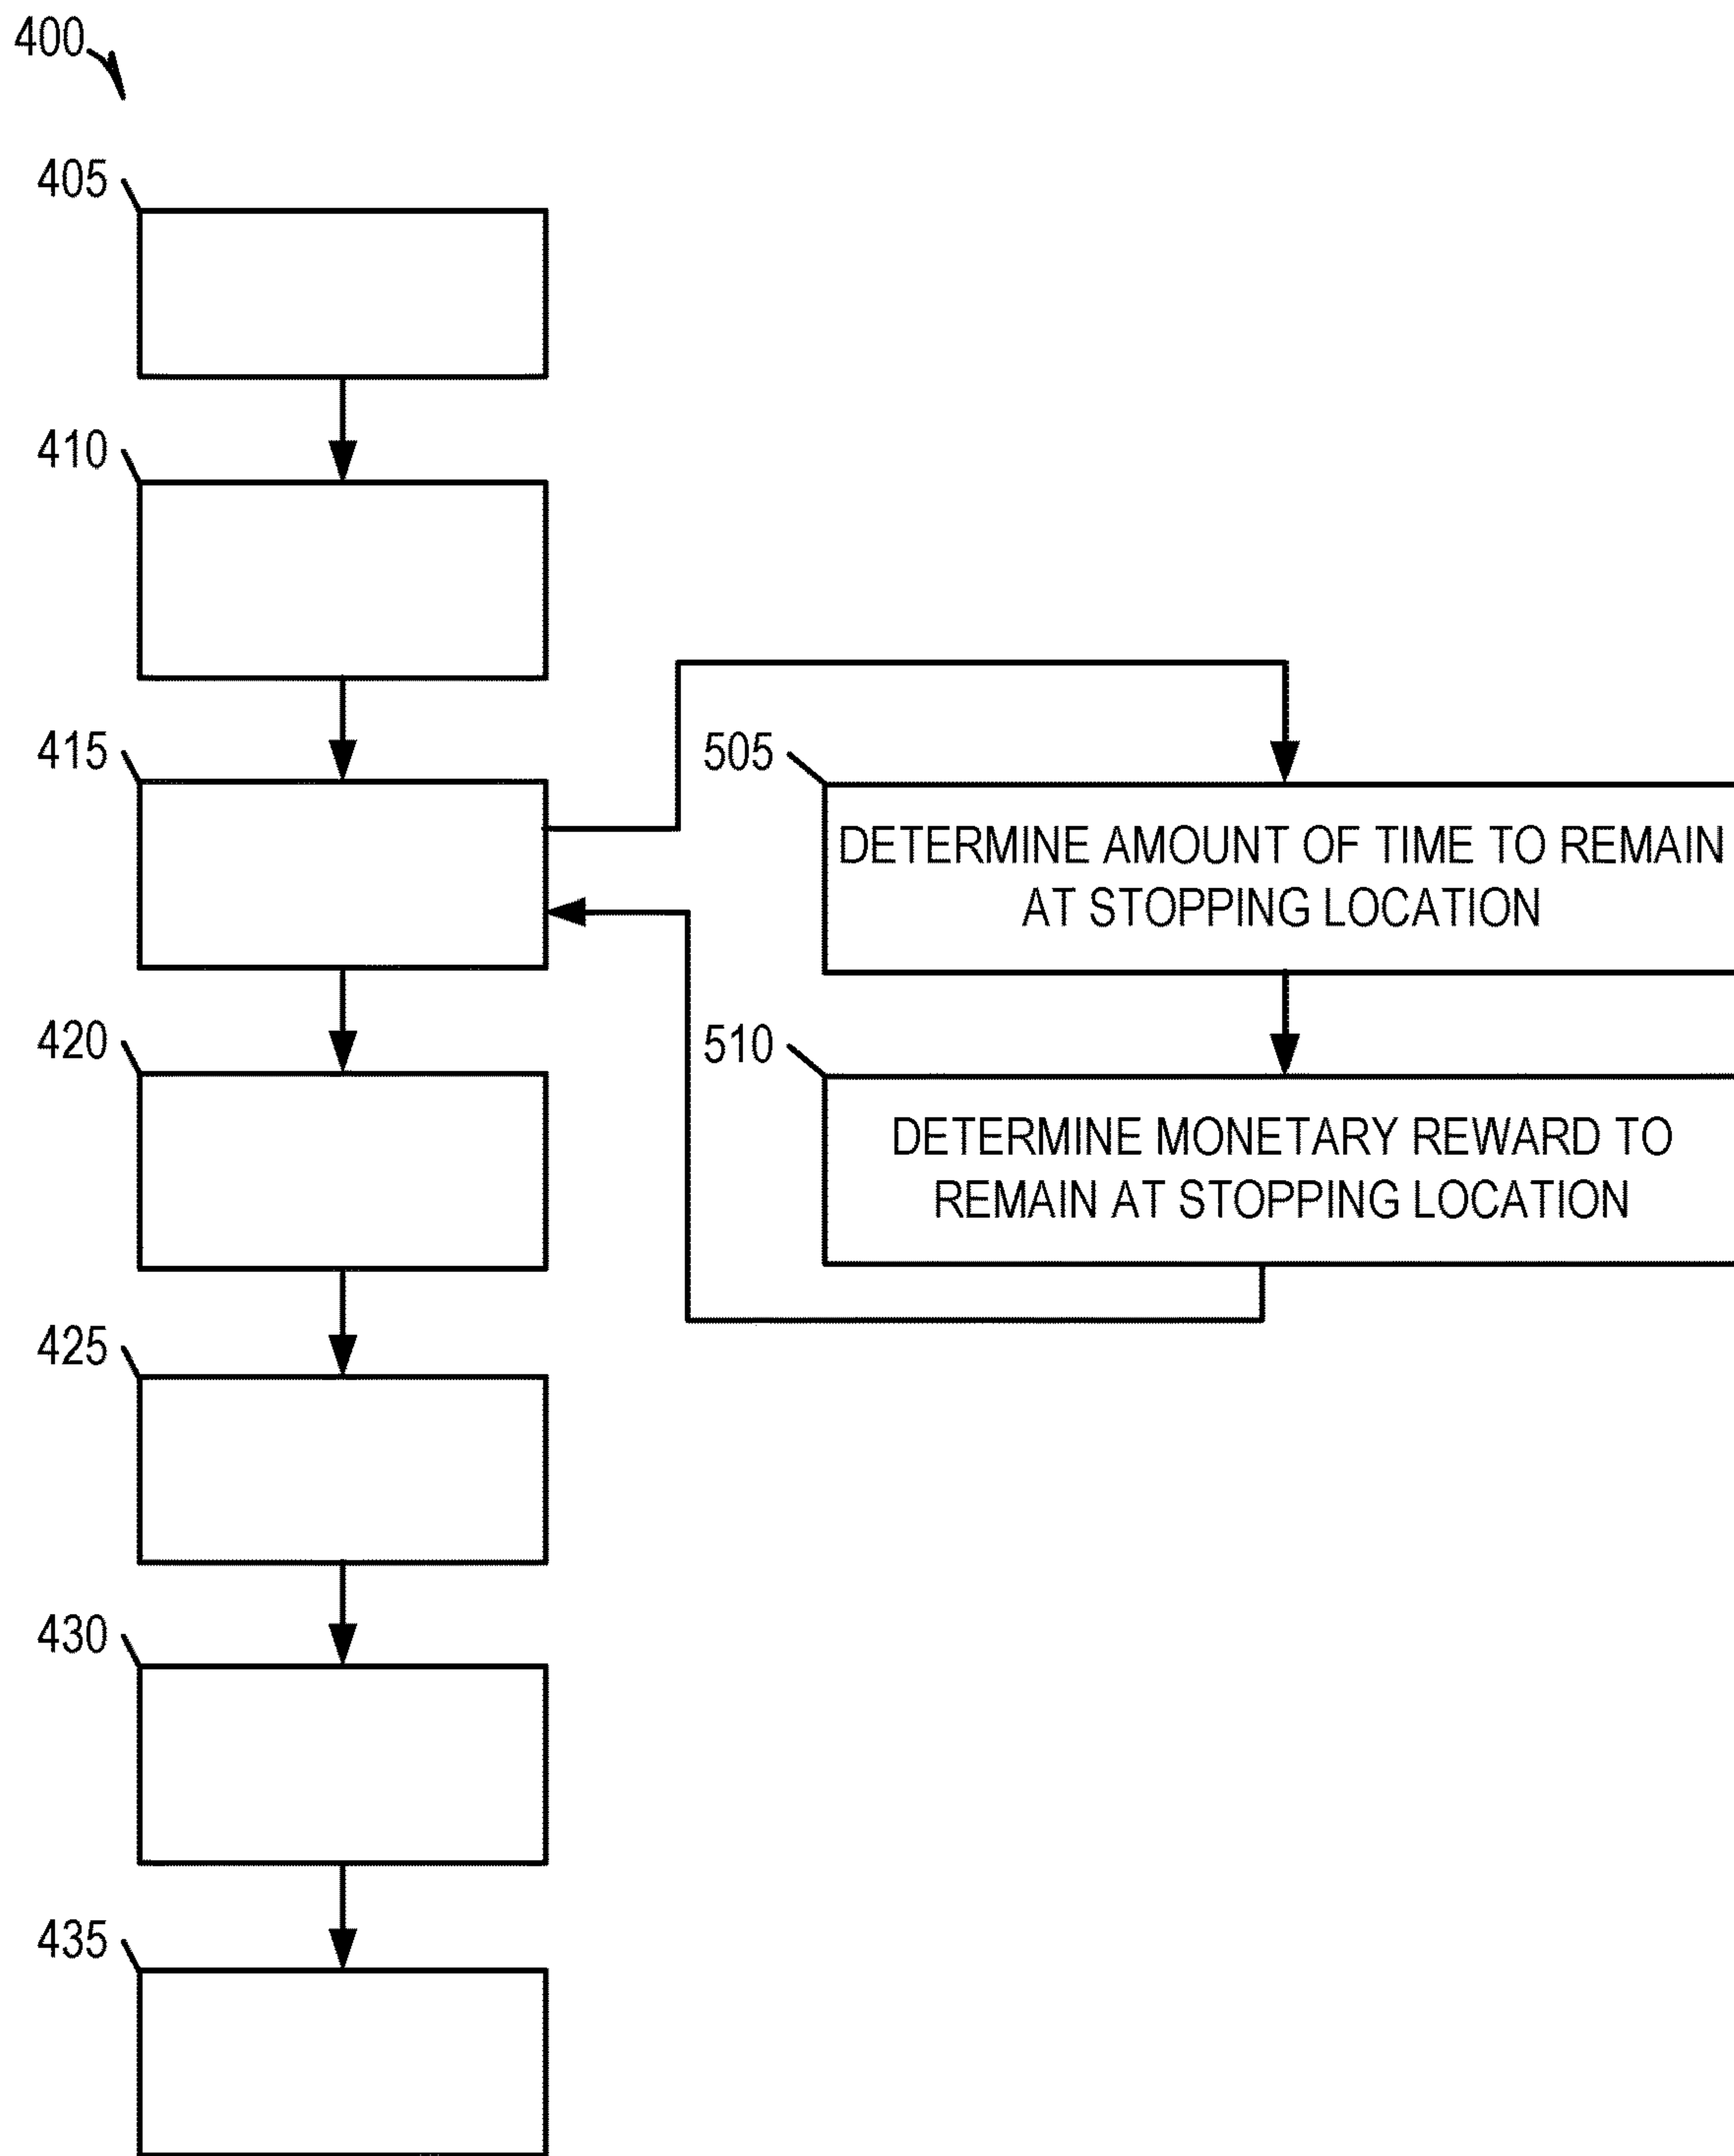 400
405
410
415
505
DETERMINE AMOUNT OF TIME TO REMAIN
AT STOPPING LOCATION
420
510
DETERMINE MONETARY REWARD TO
REMAIN AT STOPPING LOCATION
425
430
435